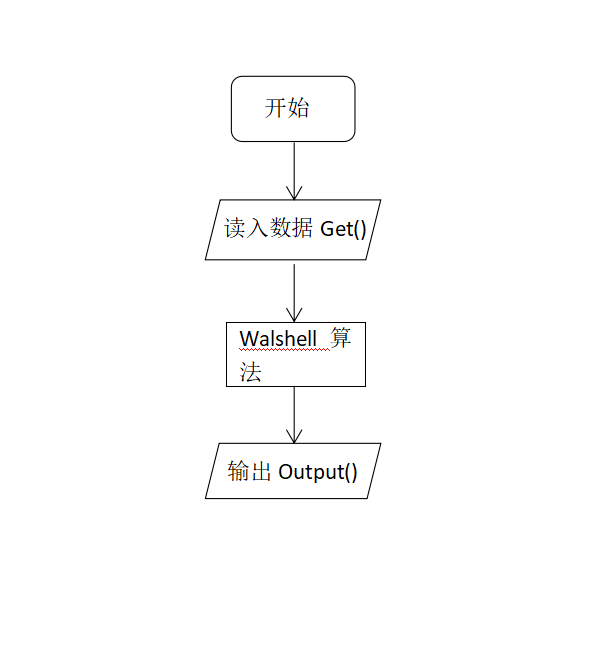 开始
读入数据 Get()
Walshell 算
法
输出 Output()